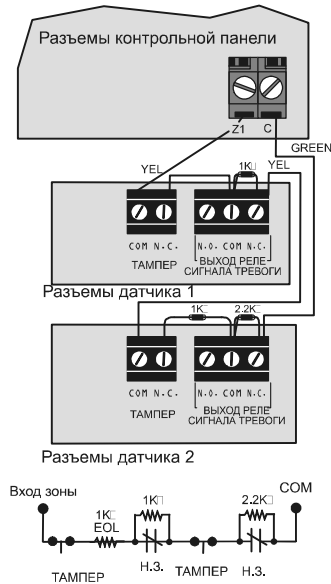 Разъемы контрольной панели
Z1 C
GREEN
YEL 1K□ YEL
COM N.C. N.O. COM N.C.
ТАМПЕР
ВЫХОД РЕЛЕ
СИГНАЛА ТРЕВОГИ
Разъемы датчика 1
1K□ 2.2K□
COM N.C. N.O. COM N.C.
ТАМПЕР
ВЫХОД РЕЛЕ
СИГНАЛА ТРЕВОГИ
Разъемы датчика 2
Вход зоны 1K□ 2.2K□ COM
1K□
EOL
ТАМПЕР Н.З. ТАМПЕР Н.З.